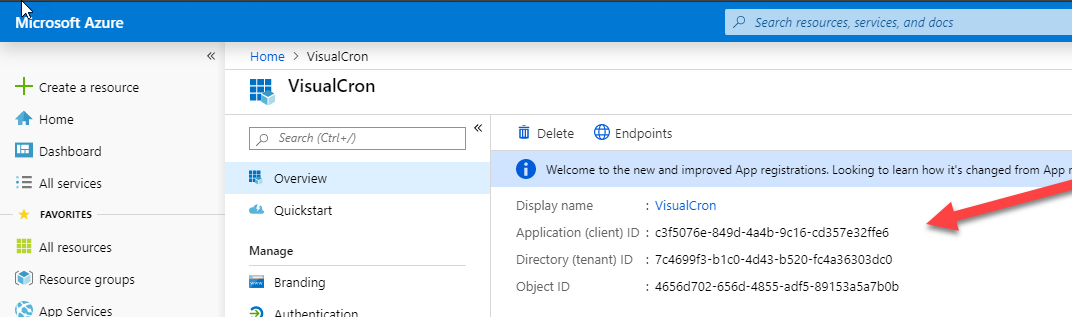 Microsoft Azure
Search resources, services, and docs
«
Home > VisualCron
Create a resource
Home
Dashboard
All services
FAVORITES
All resources
Resource groups
App Services
VisualCron
Search (Ctrl+/)
«
Overview
Quickstart
Manage
Branding
Authentication
Delete
Endpoints
Welcome to the new and improved App registrations. Looking to learn how it's changed from App r
Display name : VisualCron
Application (client) ID : c3f5076e-849d-4a4b-9c16-cd357e32ffe6
Directory (tenant) ID : 7c4699f3-b1c0-4d43-b520-fc4a36303dc0
Object ID : 4656d702-656d-4855-adf5-89153a5a7b0b